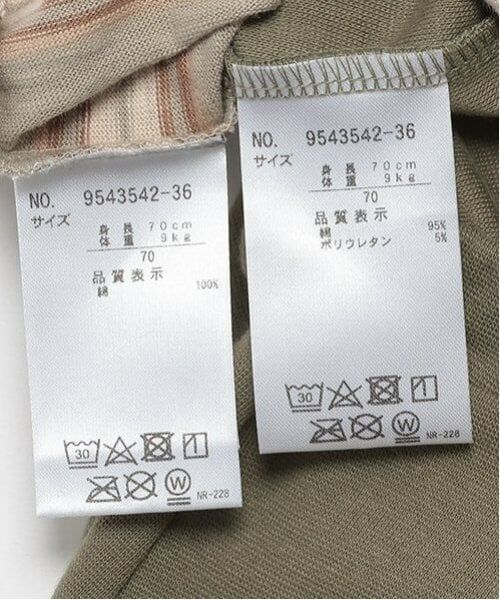 NO. 9543542-36
サイズ
身長 70cm
体重 9kg
70
品質表示
綿 100%
30
W
NR-228
NO. 9543542-36
サイズ
身長 70cm
体重 9kg
70
品質表示
綿 95%
ポリウレタン 5%
30
W
NR-228